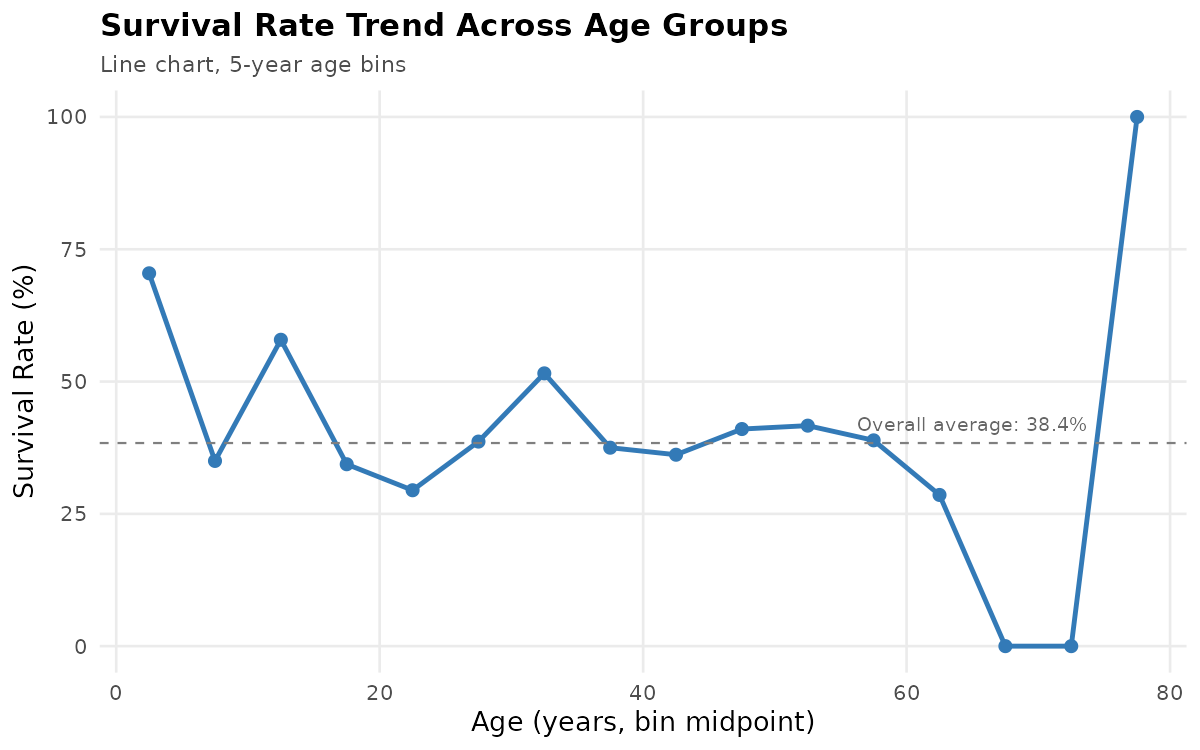 Survival Rate Trend Across Age Groups
Line chart, 5-year age bins
Survival Rate (%)
100
75
50
25
0
Overall average: 38.4%
0 20 40 60 80
Age (years, bin midpoint)